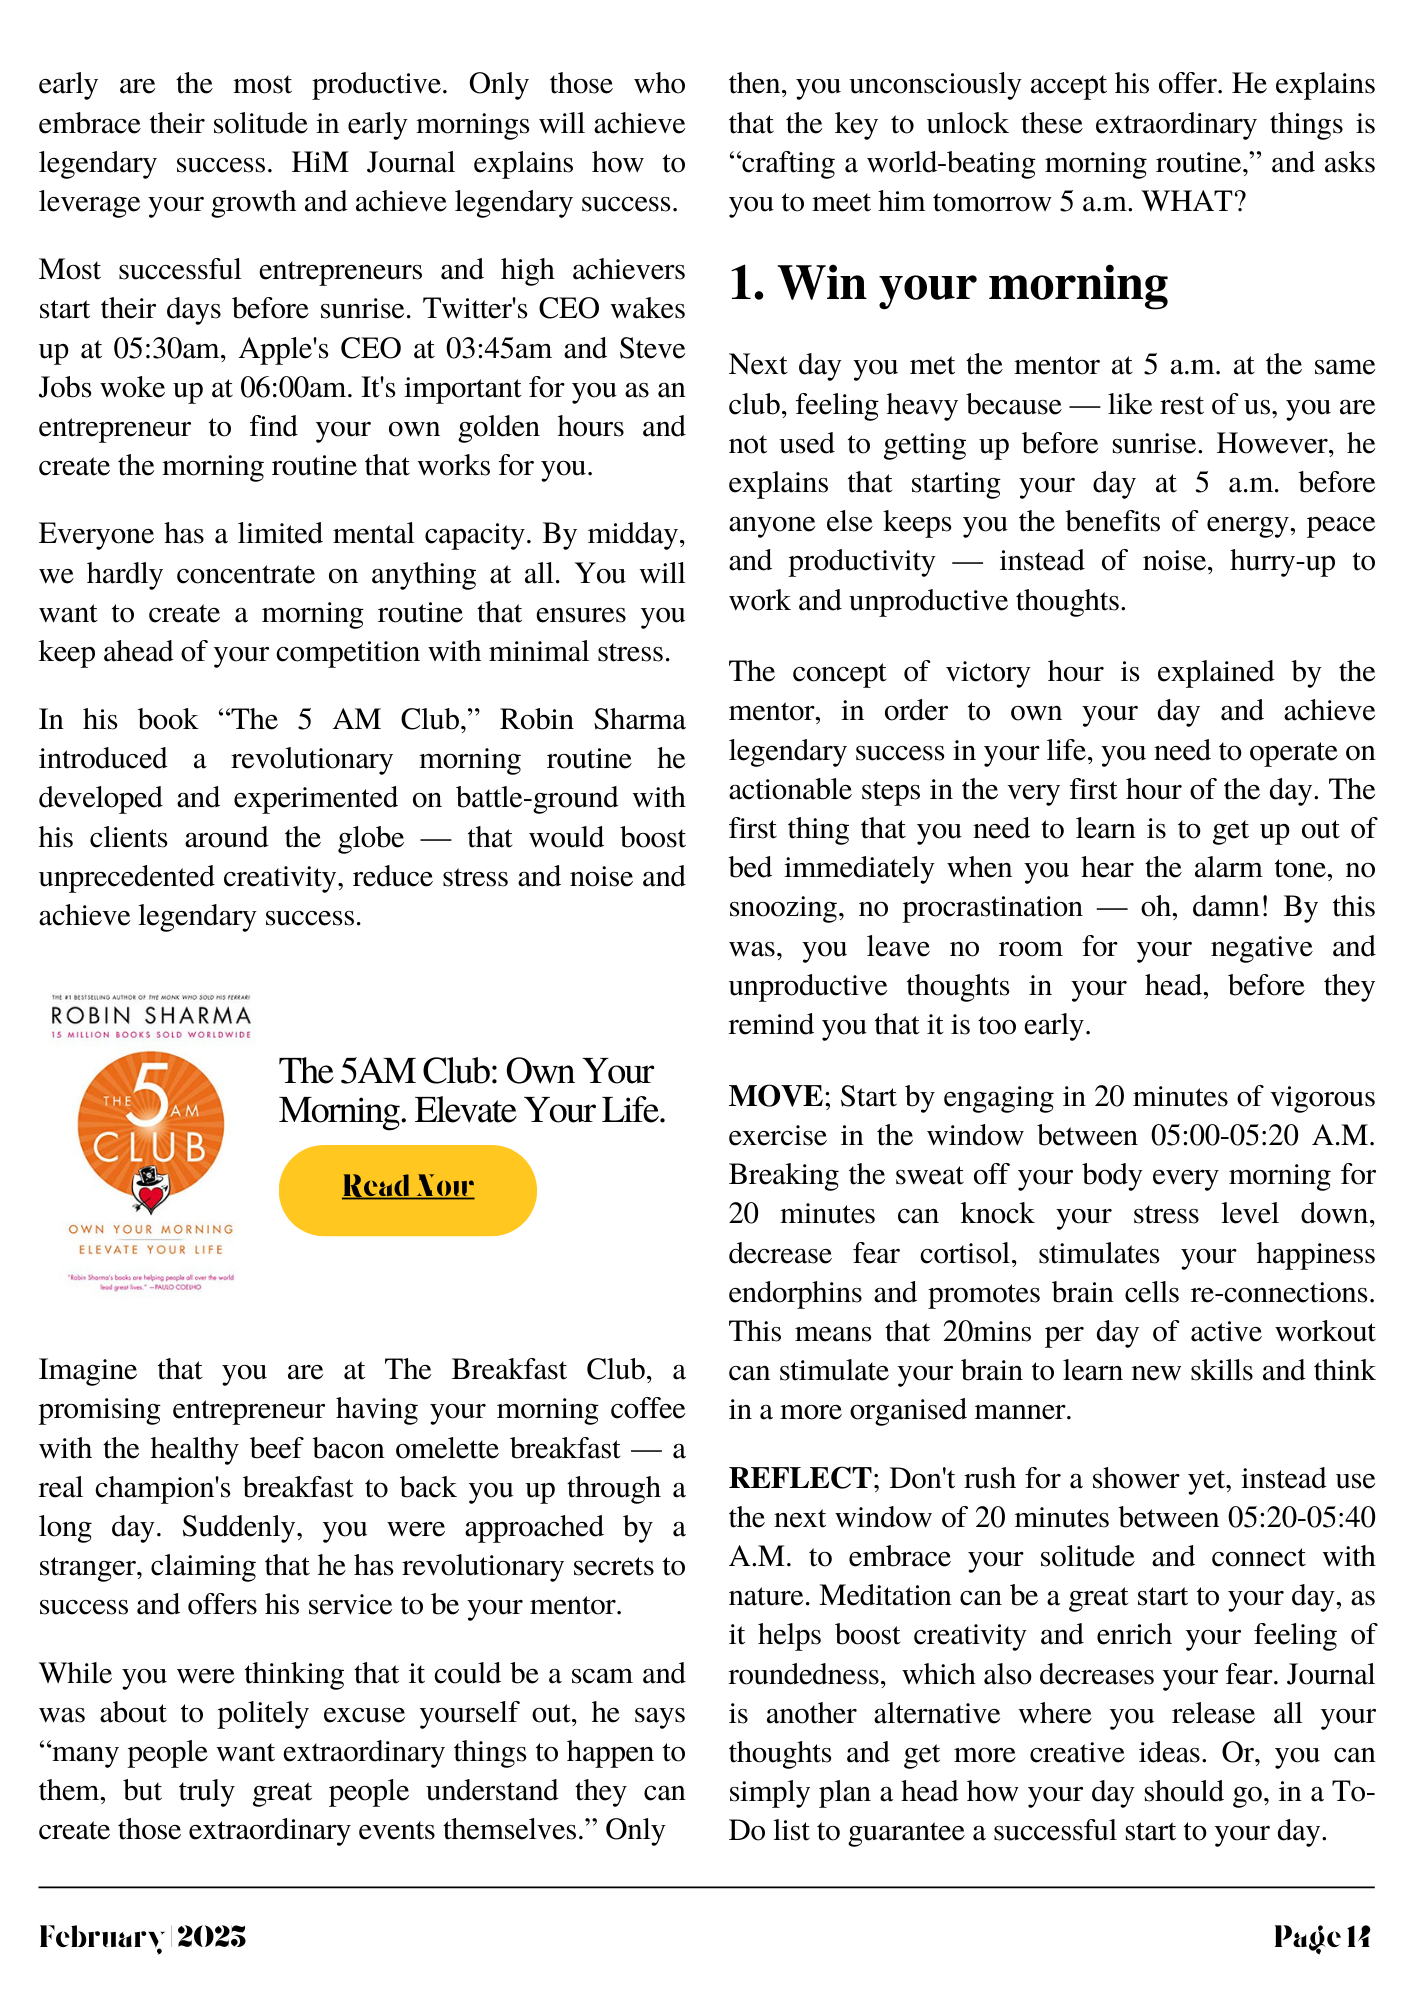 early are the most productive. Only those who
embrace their solitude in early mornings will achieve
legendary success. HiM Journal explains how to
leverage your growth and achieve legendary success.
Most successful entrepreneurs and high achievers
start their days before sunrise. Twitter's CEO wakes
up at 05:30am, Apple's CEO at 03:45am and Steve
Jobs woke up at 06:00am. It's important for you as an
entrepreneur to find your own golden hours and
create the morning routine that works for you.
Everyone has a limited mental capacity. By midday,
we hardly concentrate on anything at all. You will
want to create a morning routine that ensures you
keep ahead of your competition with minimal stress.
In his book “The 5 AM Club,” Robin Sharma
introduced a revolutionary morning routine he
developed and experimented on battle-ground with
his clients around the globe — that would boost
unprecedented creativity, reduce stress and noise and
achieve legendary success.
THE #1 BESTSELLING AUTHOR OF THE MONK WHO SOLD HIS FERRARI
ROBIN SHARMA
15 MILLION BOOKS SOLD WORLDWIDE
THE 5 AM
CLUB
OWN YOUR MORNING
ELEVATE YOUR LIFE
"Robin Sharma's books are helping people all over the world
lead great lives." —PAULO COELHO
The 5AM Club: Own Your
Morning. Elevate Your Life.
Read Now
Imagine that you are at The Breakfast Club, a
promising entrepreneur having your morning coffee
with the healthy beef bacon omelette breakfast — a
real champion's breakfast to back you up through a
long day. Suddenly, you were approached by a
stranger, claiming that he has revolutionary secrets to
success and offers his service to be your mentor.
While you were thinking that it could be a scam and
was about to politely excuse yourself out, he says
“many people want extraordinary things to happen to
them, but truly great people understand they can
create those extraordinary events themselves.” Only
then, you unconsciously accept his offer. He explains
that the key to unlock these extraordinary things is
“crafting a world-beating morning routine,” and asks
you to meet him tomorrow 5 a.m. WHAT?
1. Win your morning
Next day you met the mentor at 5 a.m. at the same
club, feeling heavy because — like rest of us, you are
not used to getting up before sunrise. However, he
explains that starting your day at 5 a.m. before
anyone else keeps you the benefits of energy, peace
and productivity — instead of noise, hurry-up to
work and unproductive thoughts.
The concept of victory hour is explained by the
mentor, in order to own your day and achieve
legendary success in your life, you need to operate on
actionable steps in the very first hour of the day. The
first thing that you need to learn is to get up out of
bed immediately when you hear the alarm tone, no
snoozing, no procrastination — oh, damn! By this
was, you leave no room for your negative and
unproductive thoughts in your head, before they
remind you that it is too early.
MOVE; Start by engaging in 20 minutes of vigorous
exercise in the window between 05:00-05:20 A.M.
Breaking the sweat off your body every morning for
20 minutes can knock your stress level down,
decrease fear cortisol, stimulates your happiness
endorphins and promotes brain cells re-connections.
This means that 20mins per day of active workout
can stimulate your brain to learn new skills and think
in a more organised manner.
REFLECT; Don't rush for a shower yet, instead use
the next window of 20 minutes between 05:20-05:40
A.M. to embrace your solitude and connect with
nature. Meditation can be a great start to your day, as
it helps boost creativity and enrich your feeling of
roundedness, which also decreases your fear. Journal
is another alternative where you release all your
thoughts and get more creative ideas. Or, you can
simply plan a head how your day should go, in a To-
Do list to guarantee a successful start to your day.
February | 2023
Page 14